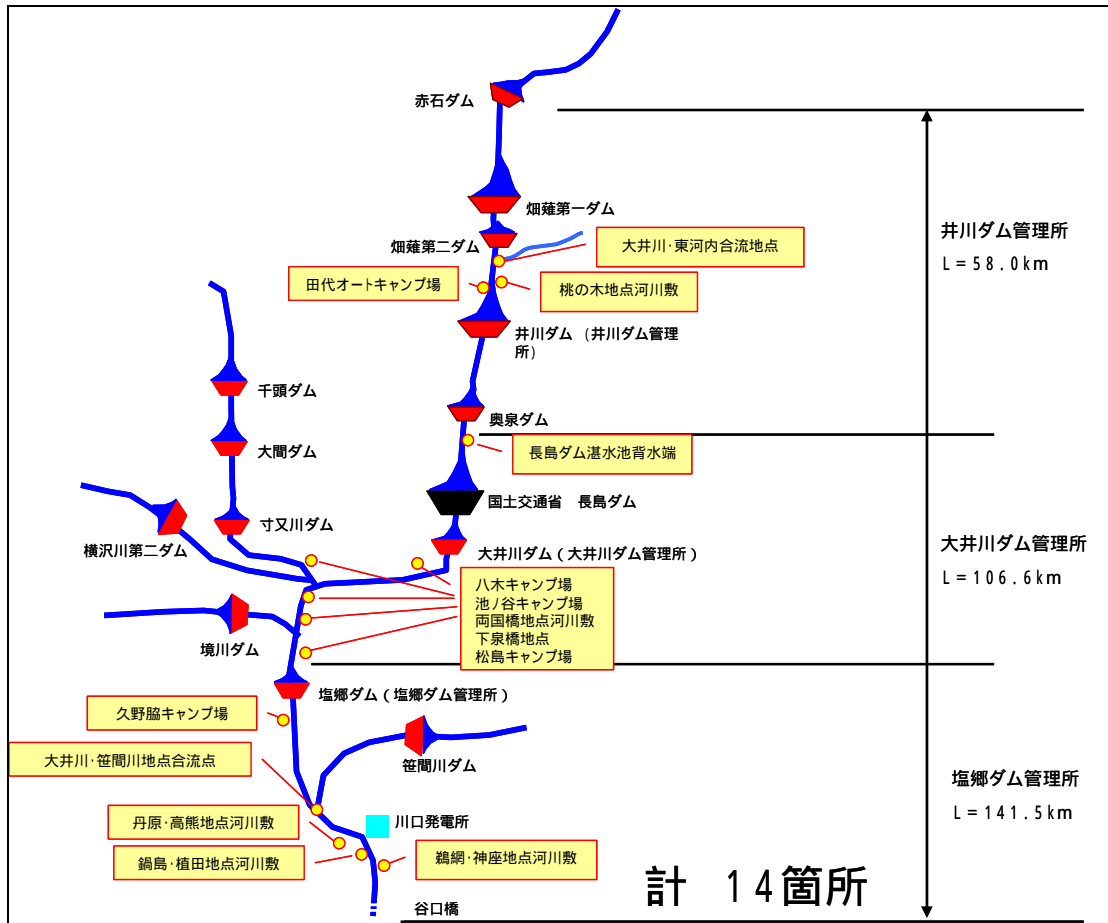 赤石ダム
畑薙第一ダム
畑薙第二ダム
大井川･東河内合流地点
井川ダム管理所
L=58.0km
田代オートキャンプ場
桃の木地点河川敷
井川ダム (井川ダム管理
所)
千頭ダム
奥泉ダム
大間ダム
長島ダム湛水池背水端
国土交通省 長島ダム
寸又川ダム
横沢川第二ダム
大井川ダム(大井川ダム管理所)
大井川ダム管理所
L=106.6km
八木キャンプ場
池ノ谷キャンプ場
両国橋地点河川敷
下泉橋地点
松島キャンプ場
境川ダム
塩郷ダム(塩郷ダム管理所)
久野脇キャンプ場
大井川･笹間川地点合流点
笹間川ダム
塩郷ダム管理所
L=141.5km
丹原･高熊地点河川敷
川口発電所
鍋島･植田地点河川敷
鵜網･神座地点河川敷
計 14箇所
谷口橋